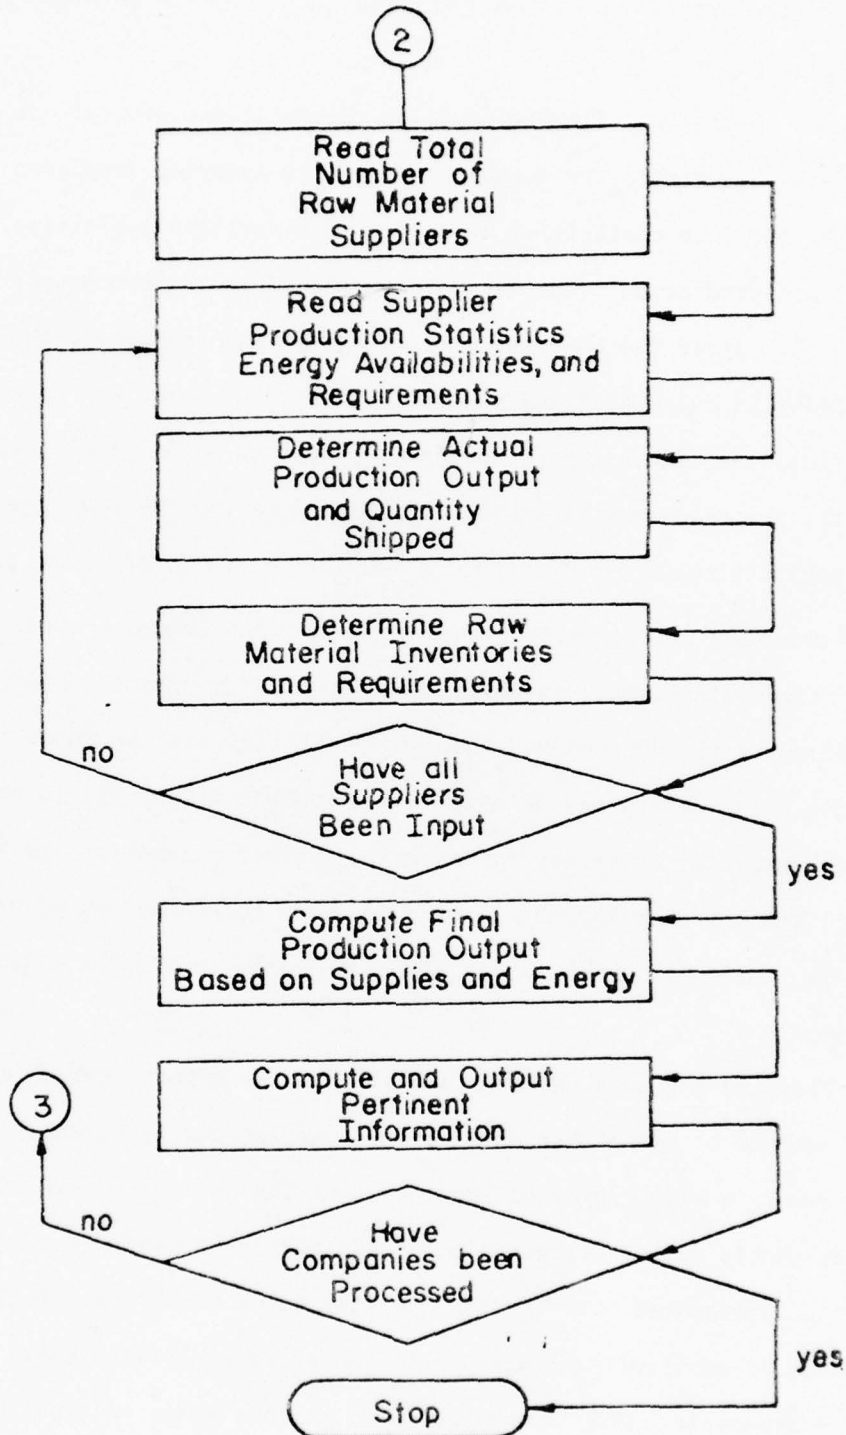 2
Read Total
Number of
Raw Material
Suppliers
Read Supplier
Production Statistics
Energy Availabilities, and
Requirements
Determine Actual
Production Output
and Quantity
Shipped
Determine Raw
Material Inventories
and Requirements
no
Have all
Suppliers
Been Input
yes
Compute Final
Production Output
Based on Supplies and Energy
3
Compute and Output
Pertinent
Information
no
Have
Companies been
Processed
yes
Stop